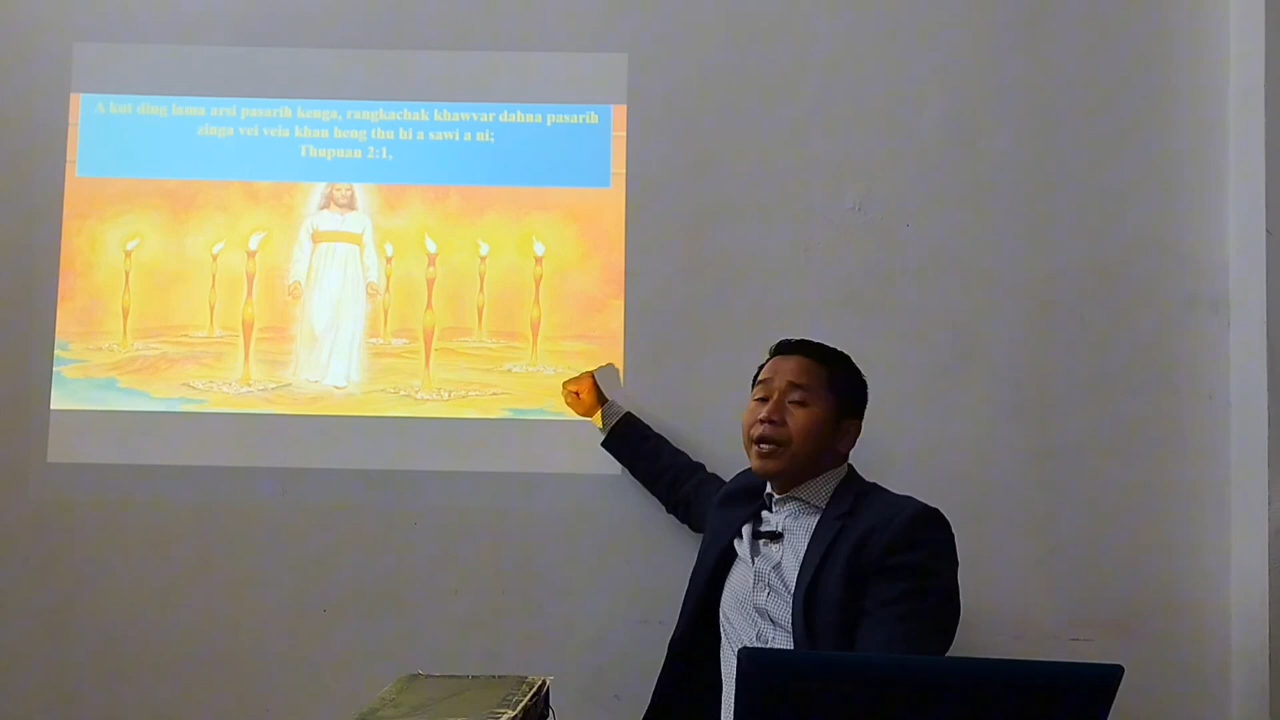 A kut ding lama arsi pasarih kenga, rangkachak khawvar dahna pasarih
zinga vei veia khan heng thu hi a sawi a ni;
Thupuan 2:1,